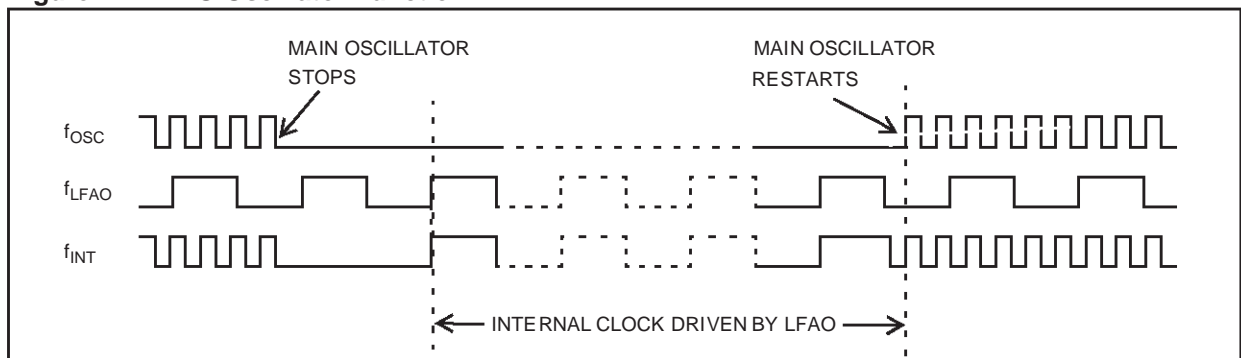 MAIN OSCILLATOR
STOPS
MAIN OSCILLATOR
RESTARTS
fOSC
fLFAO
fINT
INTERNAL CLOCK DRIVEN BY LFAO